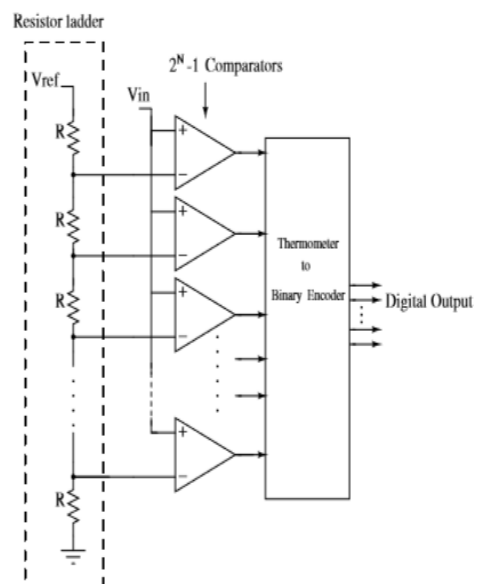 Resistor ladder
2ᴺ-1 Comparators
Vref
Vin
R
+
−
R
+
−
Thermometer
to
Binary Encoder
R
+
−
Digital Output
+
−
R